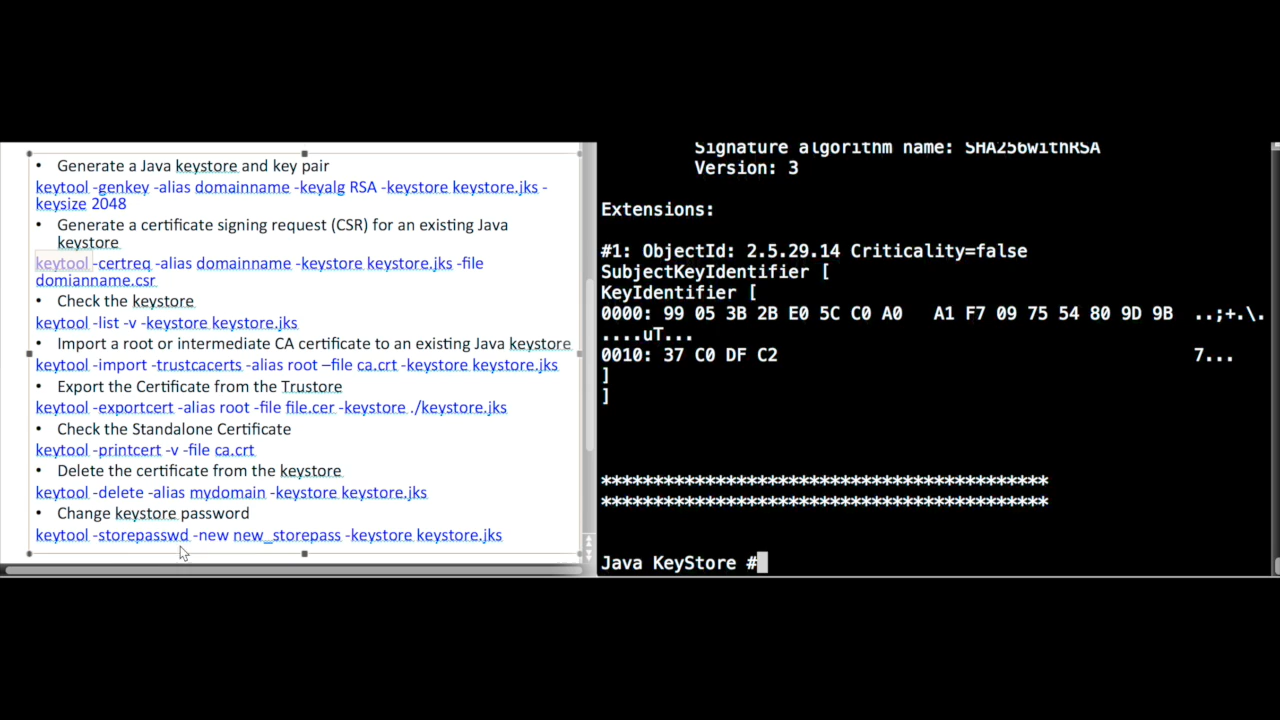 • Generate a Java keystore and key pair
keytool -genkey -alias domainname -keyalg RSA -keystore keystore.jks -
keysize 2048
• Generate a certificate signing request (CSR) for an existing Java
keystore
keytool -certreq -alias domainname -keystore keystore.jks -file
domianname.csr
• Check the keystore
keytool -list -v -keystore keystore.jks
• Import a root or intermediate CA certificate to an existing Java keystore
keytool -import -trustcacerts -alias root –file ca.crt -keystore keystore.jks
• Export the Certificate from the Trustore
keytool -exportcert -alias root -file file.cer -keystore ./keystore.jks
• Check the Standalone Certificate
keytool -printcert -v -file ca.crt
• Delete the certificate from the keystore
keytool -delete -alias mydomain -keystore keystore.jks
• Change keystore password
keytool -storepasswd -new new_storepass -keystore keystore.jks
Signature algorithm name: SHA256withRSA
Version: 3
Extensions:
#1: ObjectId: 2.5.29.14 Criticality=false
SubjectKeyIdentifier [
KeyIdentifier [
0000: 99 05 3B 2B E0 5C C0 A0   A1 F7 09 75 54 80 9D 9B  ..;+.\.
....uT...
0010: 37 C0 DF C2                                        7...
]
]
*******************************************
*******************************************
Java KeyStore #